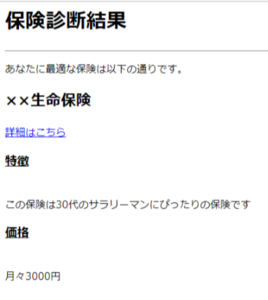 保険診断結果
あなたに最適な保険は以下の通りです。
××生命保険
詳細はこちら
特徴
この保険は30代のサラリーマンにぴったりの保険です
価格
月々3000円